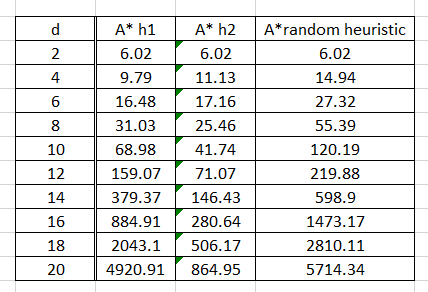 d A* h1 A* h2 A*random heuristic
2 6.02 6.02 6.02
4 9.79 11.13 14.94
6 16.48 17.16 27.32
8 31.03 25.46 55.39
10 68.98 41.74 120.19
12 159.07 71.07 219.88
14 379.37 146.43 598.9
16 884.91 280.64 1473.17
18 2043.1 506.17 2810.11
20 4920.91 864.95 5714.34